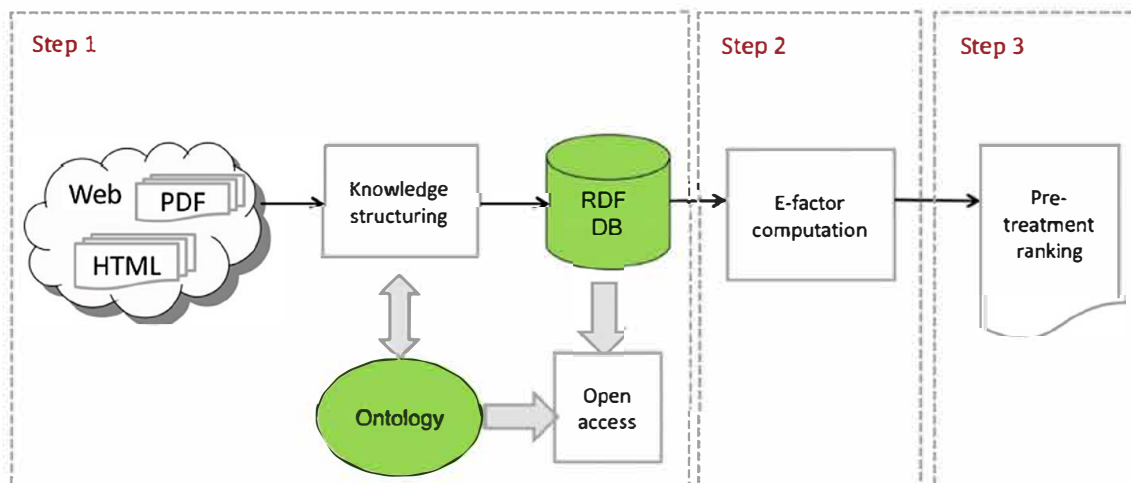 Step 1
Step 2
Step 3
Web
PDF
HTML
Knowledge
structuring
RDF
DB
E-factor
computation
Pre-
treatment
ranking
Ontology
Open
access